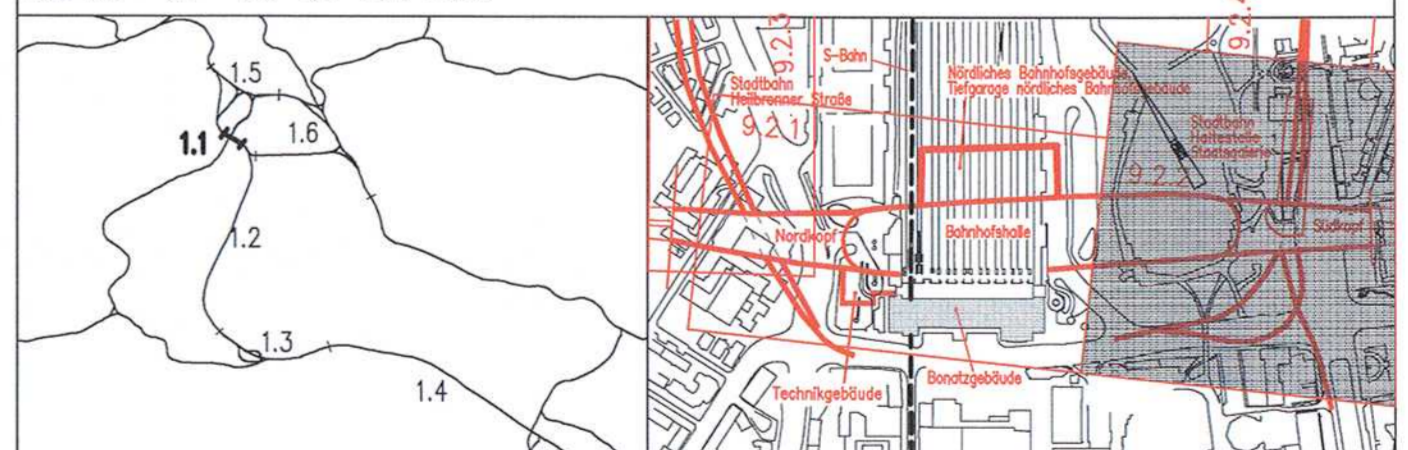 1.5
1.1
1.6
1.2
1.3
1.4
9.2.3
S-Bahn
Stadtbahn
Heilbronner Straße
9.2.1
Nördliches Bahnhofsgebäude
Tiefgarage nördliches Bahnhofsgebäude
Stadtbahn
Haltestelle
Staatsgalerie
9.2.2
Nordkopf
Bahnhofshalle
Südkopf
Technikgebäude
Bonatzgebäude